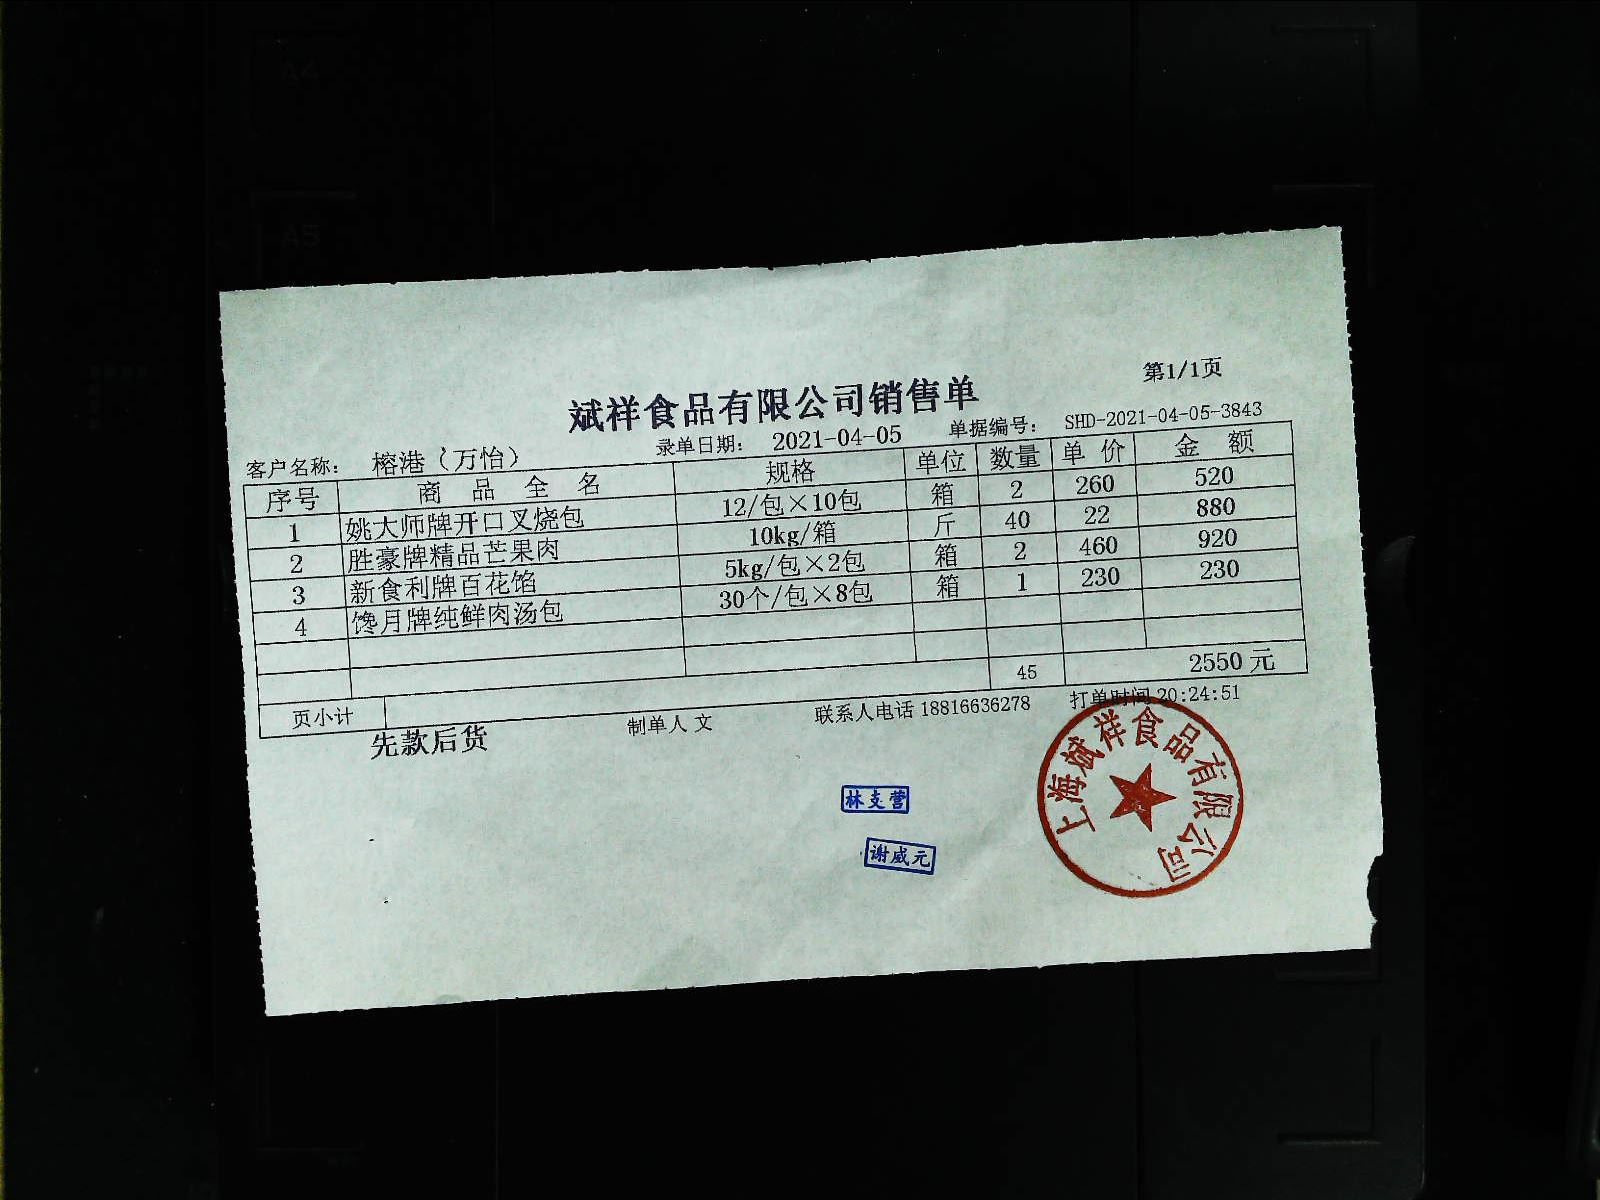 第1/1页
斌祥食品有限公司销售单
客户名称： 榕港（万怡） 录单日期： 2021-04-05 单据编号： SHD-2021-04-05-3843
序号 商品全名 规格 单位 数量 单价 金额
1 姚大师牌开口叉烧包 12/包×10包 箱 2 260 520
2 胜豪牌精品芒果肉 10kg/箱 斤 40 22 880
3 新食利牌百花馅 5kg/包×2包 箱 2 460 920
4 馋月牌纯鲜肉汤包 30个/包×8包 箱 1 230 230
页小计 45 2550 元
先款后货 制单人 文 联系人电话 18816636278 打单时间 20:24:51
上海斌祥食品有限公司
林支营
谢威元
A4
A5